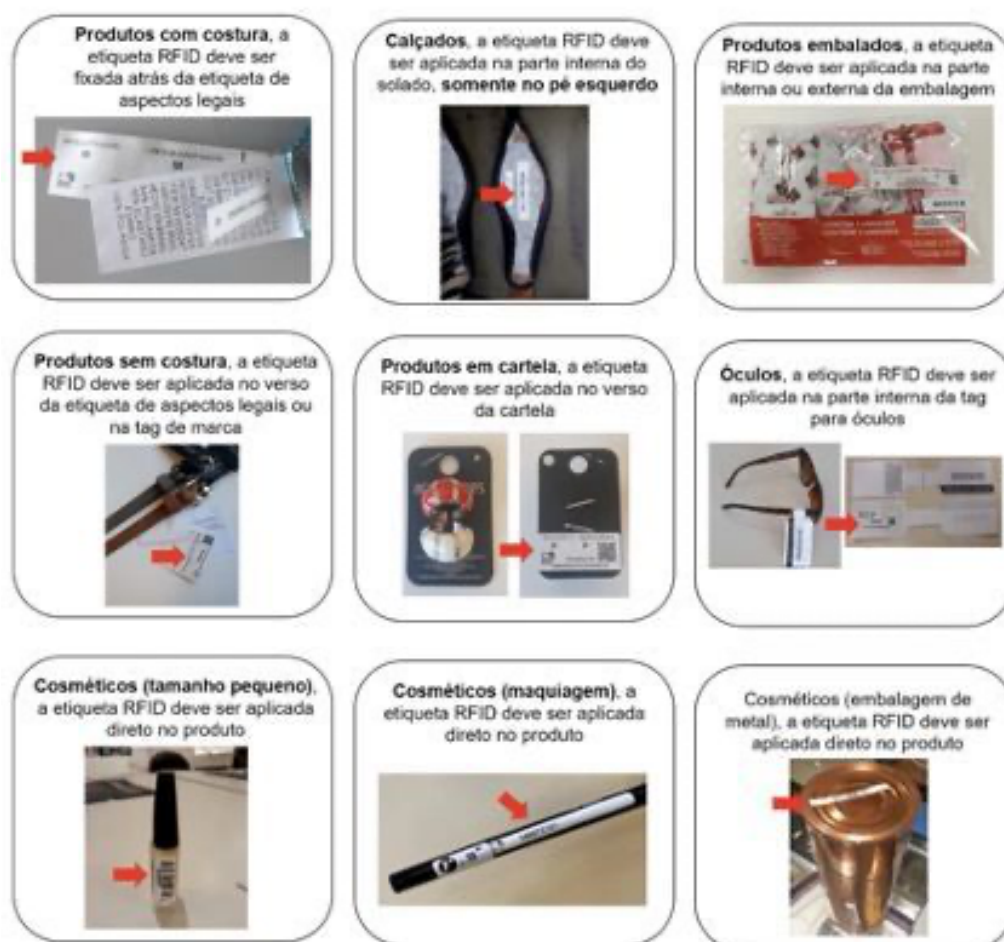 Produtos com costura, a
etiqueta RFID deve ser
fixada atrás da etiqueta de
aspectos legais
Calçados, a etiqueta RFID deve
ser aplicada na parte interna do
solado, somente no pé esquerdo
Produtos embalados, a etiqueta
RFID deve ser aplicada na parte
interna ou externa da embalagem
Produtos sem costura, a etiqueta
RFID deve ser aplicada no verso
da etiqueta de aspectos legais ou
na tag de marca
Produtos em cartela, a etiqueta
RFID deve ser aplicada no verso
da cartela
Óculos, a etiqueta RFID deve ser
aplicada na parte interna da tag
para óculos
Cosméticos (tamanho pequeno),
a etiqueta RFID deve ser aplicada
direto no produto
Cosméticos (maquiagem), a
etiqueta RFID deve ser aplicada
direto no produto
Cosméticos (embalagem de
metal), a etiqueta RFID deve ser
aplicada direto no produto